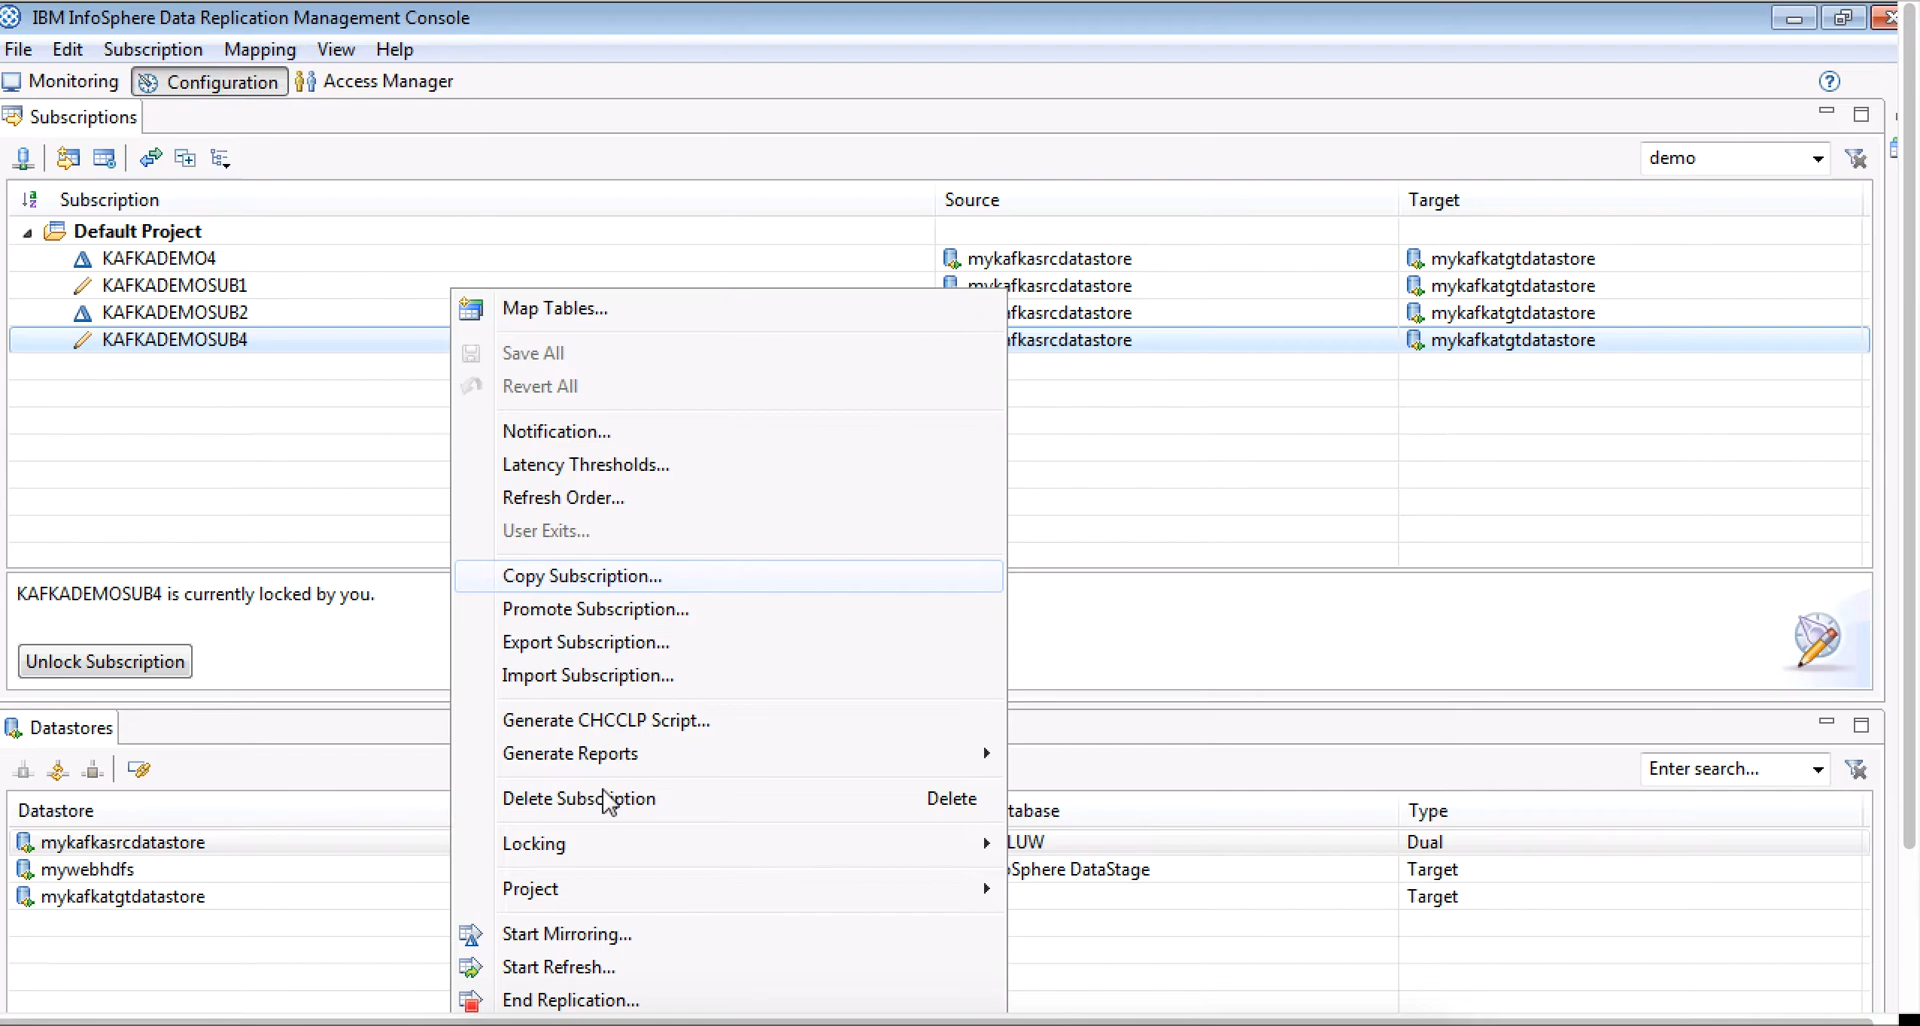 IBM InfoSphere Data Replication Management Console
File Edit Subscription Mapping View Help
Monitoring Configuration Access Manager
Subscriptions
demo
Subscription Source Target
Default Project
KAFKADEMO4 mykafkasrcdatastore mykafkatgtdatastore
KAFKADEMOSUB1 mykafkasrcdatastore mykafkatgtdatastore
KAFKADEMOSUB2 fkasrcdatastore mykafkatgtdatastore
KAFKADEMOSUB4 fkasrcdatastore mykafkatgtdatastore
Map Tables...
Save All
Revert All
Notification...
Latency Thresholds...
Refresh Order...
User Exits...
Copy Subscription...
Promote Subscription...
Export Subscription...
Import Subscription...
Generate CHCCLP Script...
Generate Reports
Delete Subscription Delete
Locking
Project
Start Mirroring...
Start Refresh...
End Replication...
KAFKADEMOSUB4 is currently locked by you.
Unlock Subscription
Datastores
Enter search...
Datastore tabase Type
mykafkasrcdatastore LUW Dual
mywebhdfs Sphere DataStage Target
mykafkatgtdatastore Target